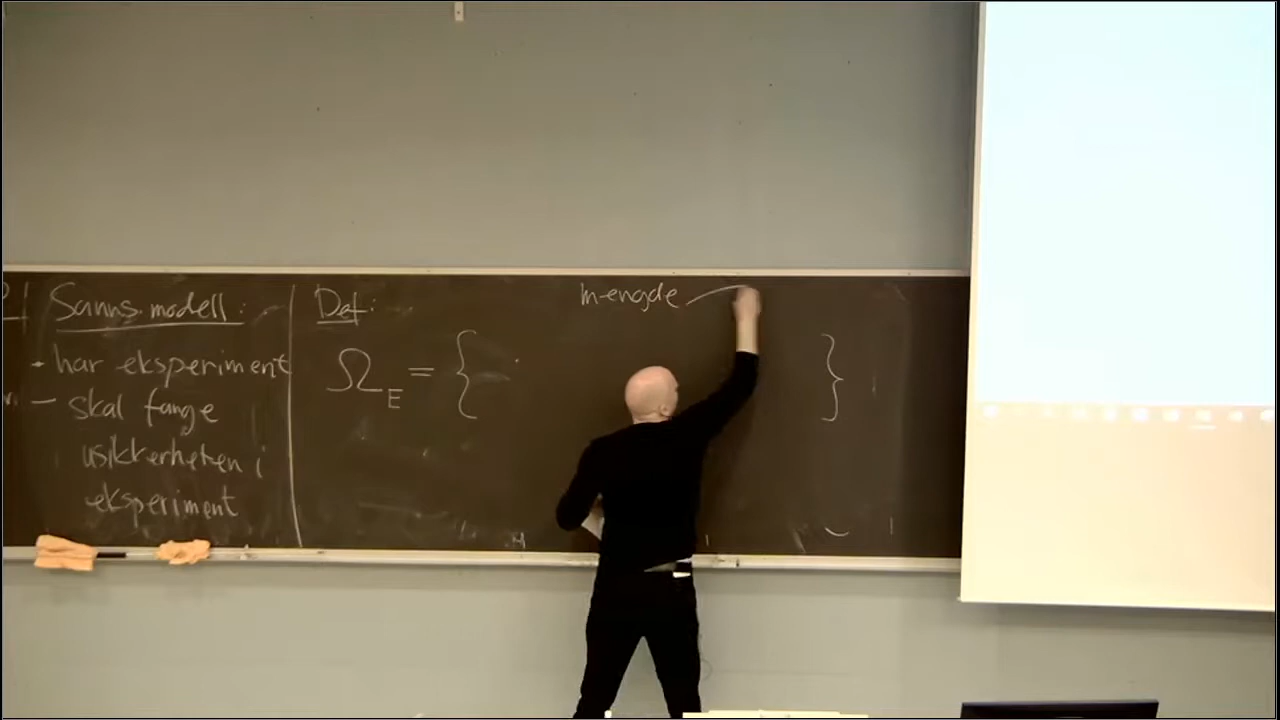 Sanns.modell:
- har eksperiment
- skal fange
usikkerheten i
eksperiment
Def:
mengde
Ω_E = { }